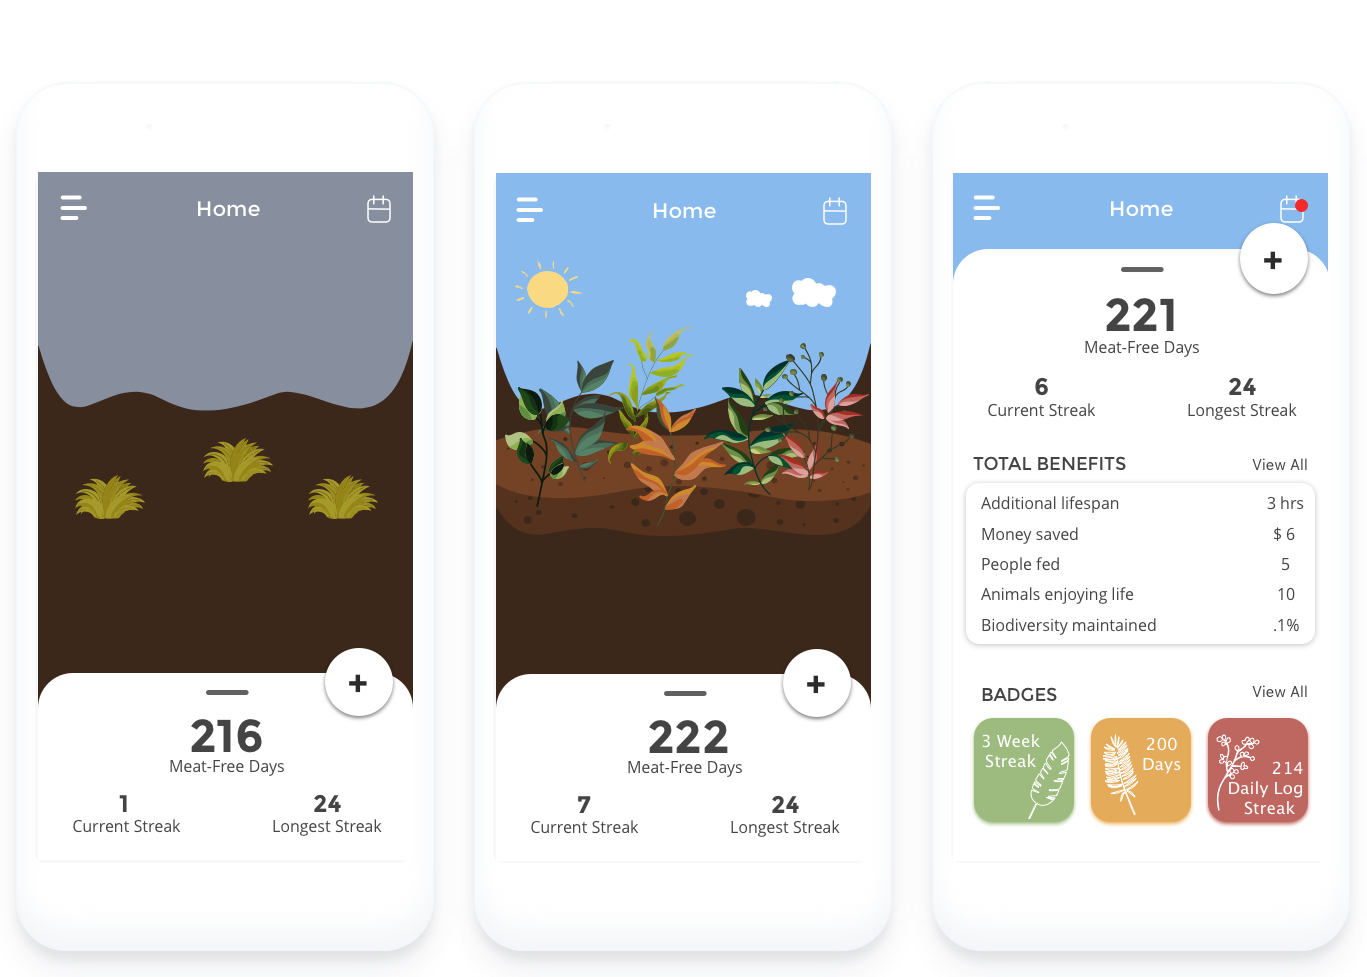 Home
+
216
Meat-Free Days
1
24
Current Streak
Longest Streak
Home
+
222
Meat-Free Days
7
24
Current Streak
Longest Streak
Home
+
221
Meat-Free Days
6
24
Current Streak
Longest Streak
TOTAL BENEFITS
View All
Additional lifespan 3 hrs
Money saved $ 6
People fed 5
Animals enjoying life 10
Biodiversity maintained .1%
BADGES
View All
3 Week
Streak
200
Days
214
Daily Log
Streak